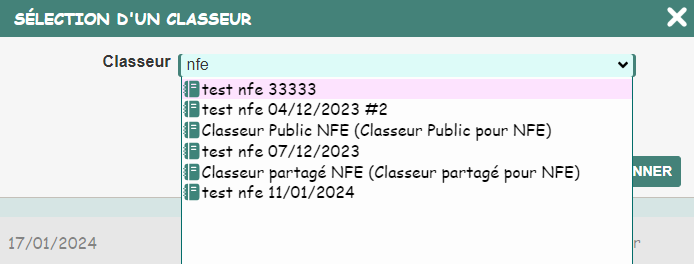 SÉLECTION D'UN CLASSEUR
Classeur nfe
test nfe 33333
test nfe 04/12/2023 #2
Classeur Public NFE (Classeur Public pour NFE)
test nfe 07/12/2023
Classeur partagé NFE (Classeur partagé pour NFE)
test nfe 11/01/2024
NNER
17/01/2024